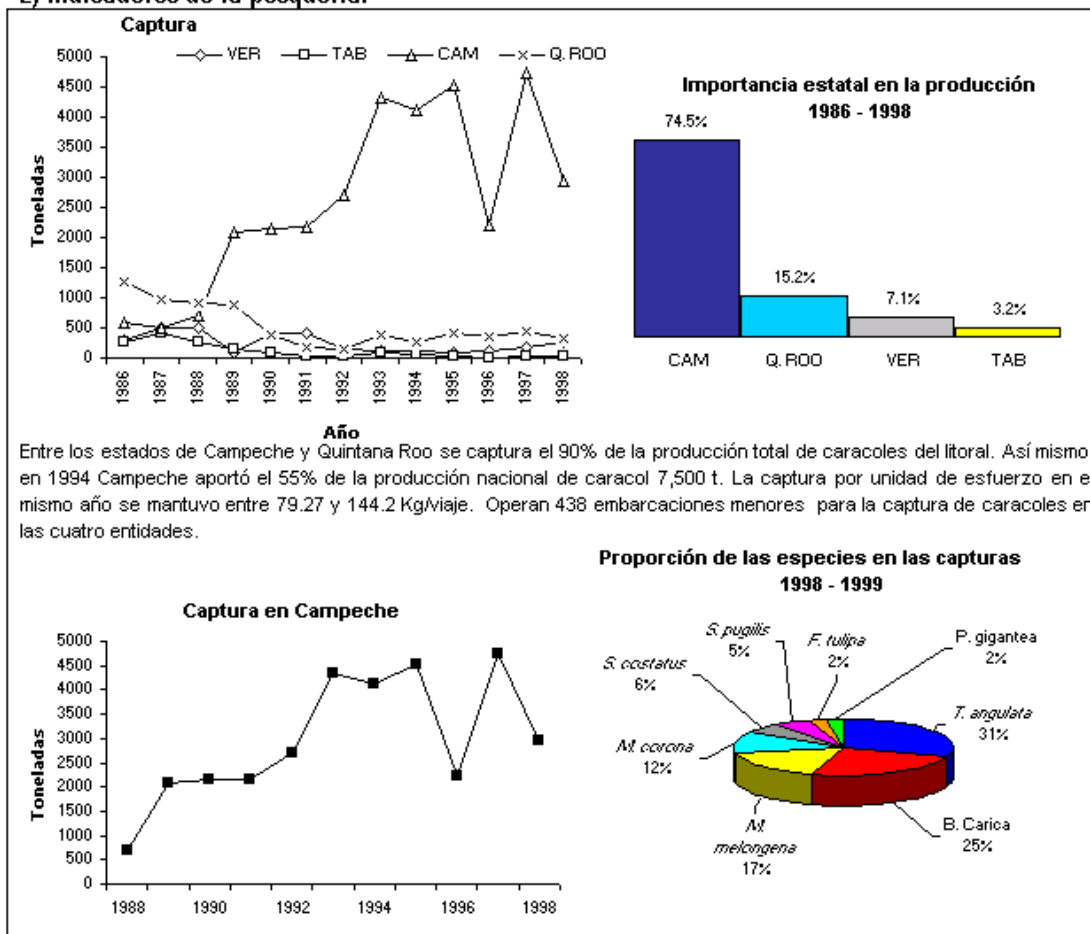 Captura
VER TAB CAM Q. ROO
5000
4500
4000
3500
3000
2500
2000
1500
1000
500
0
Toneladas
1986 1987 1988 1989 1990 1991 1992 1993 1994 1995 1996 1997 1998
Año
Importancia estatal en la producción
1986 - 1998
74.5%
15.2%
7.1%
3.2%
CAM Q. ROO VER TAB
Entre los estados de Campeche y Quintana Roo se captura el 90% de la producción total de caracoles del litoral. Así mismo
en 1994 Campeche aportó el 55% de la producción nacional de caracol 7,500 t. La captura por unidad de esfuerzo en e
mismo año se mantuvo entre 79.27 y 144.2 Kg/viaje. Operan 438 embarcaciones menores para la captura de caracoles en
las cuatro entidades.
Captura en Campeche
5000
4500
4000
3500
3000
2500
2000
1500
1000
500
0
Toneladas
1988 1990 1992 1994 1996 1998
Proporción de las especies en las capturas
1998 - 1999
S. pugilis
5%
F. tulipa
2%
P. gigantea
2%
S. costatus
6%
T. angulata
31%
M. corona
12%
B. Carica
25%
M.
melongena
17%